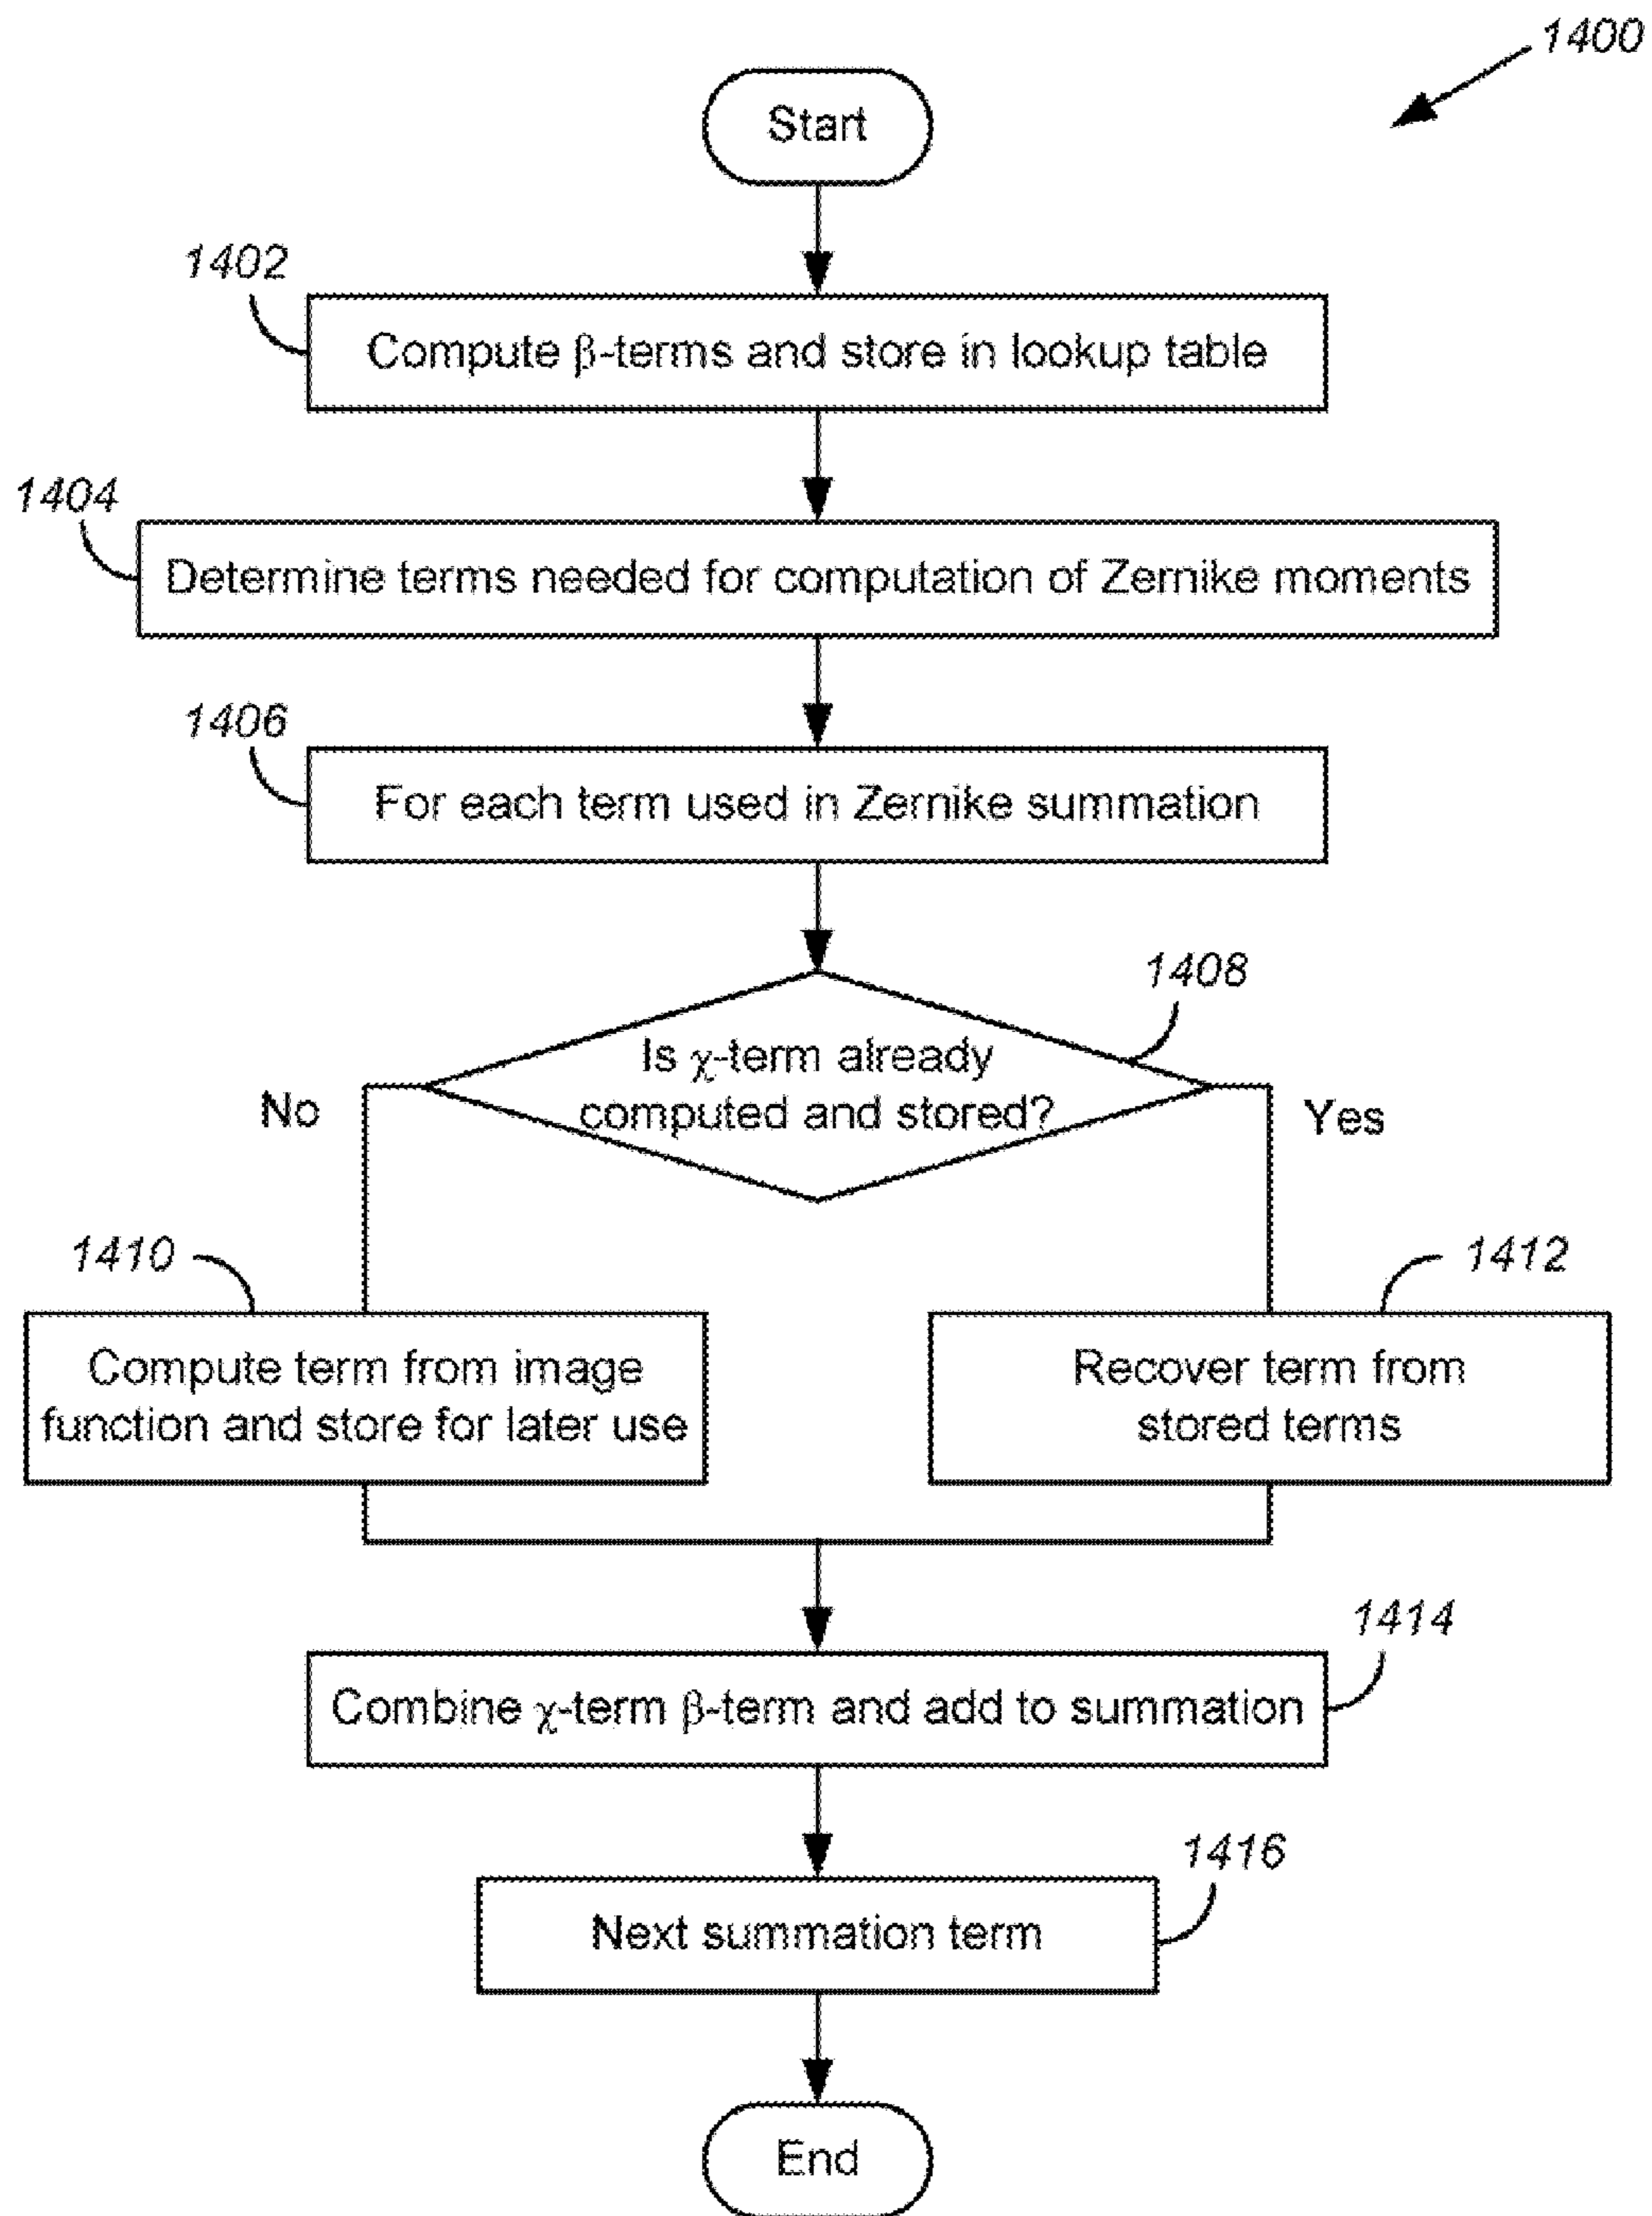 1400
Start
1402
Compute β-terms and store in lookup table
1404
Determine terms needed for computation of Zernike moments
1406
For each term used in Zernike summation
1408
Is χ-term already
computed and stored?
No
Yes
1410
1412
Compute term from image
function and store for later use
Recover term from
stored terms
1414
Combine χ-term β-term and add to summation
1416
Next summation term
End